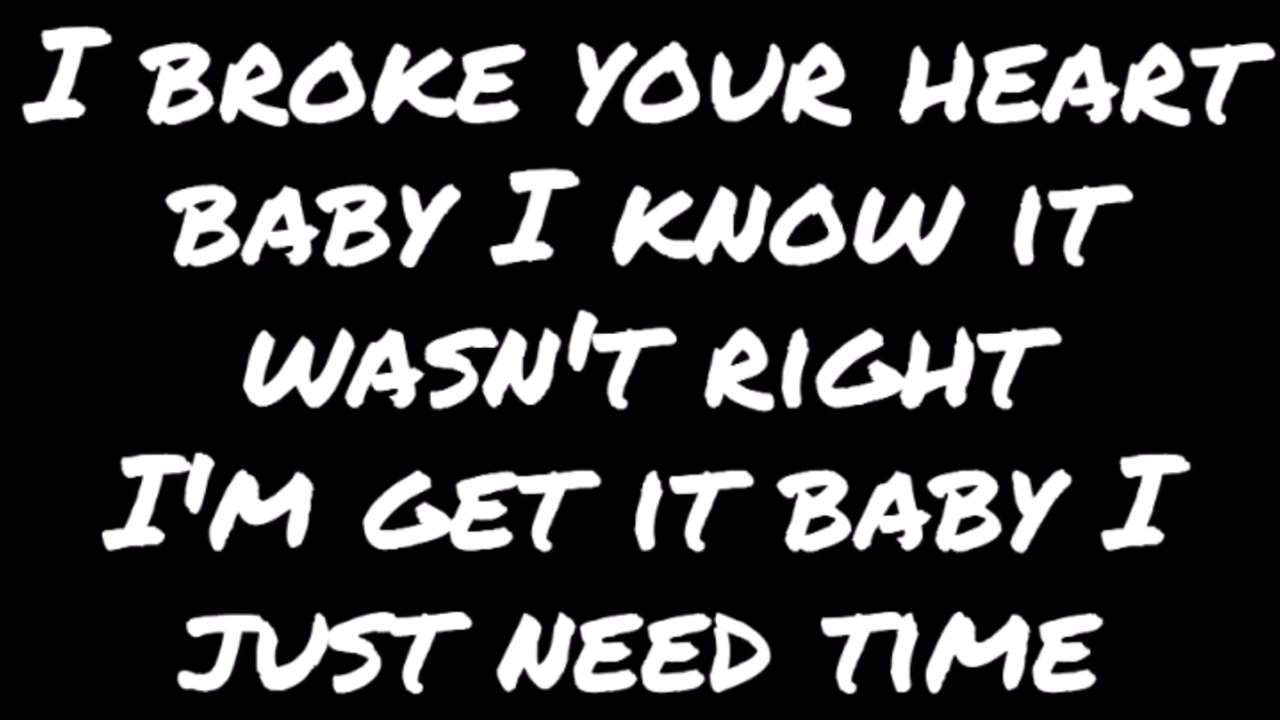 I BROKE YOUR HEART
BABY I KNOW IT
WASN'T RIGHT
I'M GET IT BABY I
JUST NEED TIME